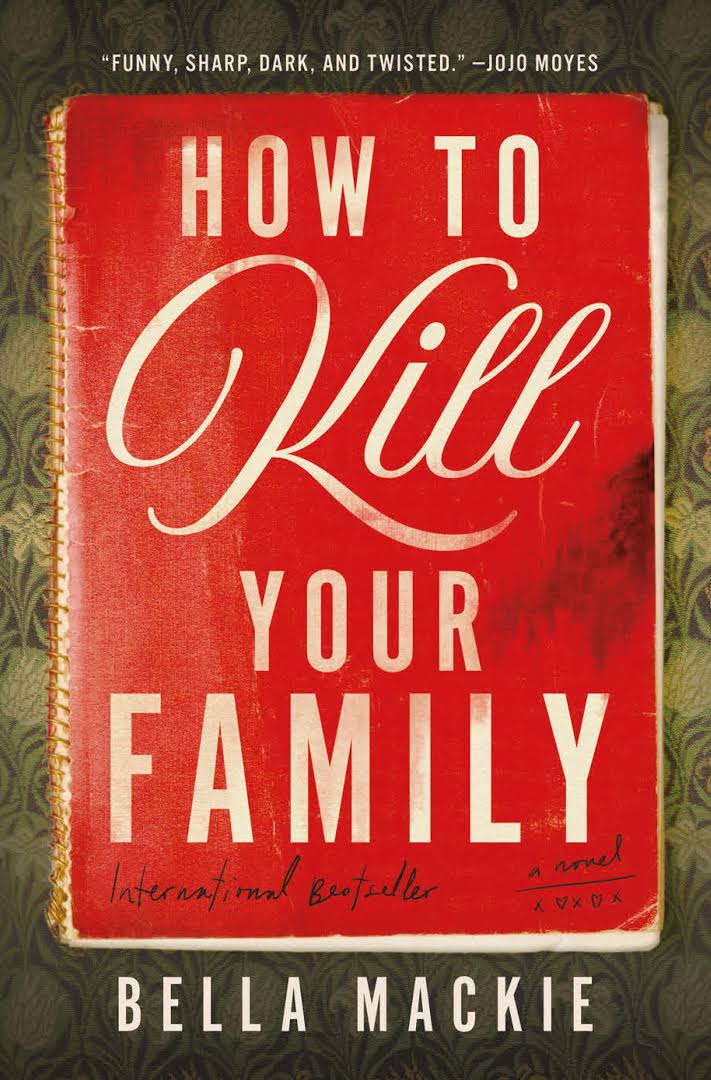 “FUNNY, SHARP, DARK, AND TWISTED.” –JOJO MOYES
HOW TO
Kill
YOUR
FAMILY
International Bestseller
a novel
x ♡ x ♡ x
BELLA MACKIE